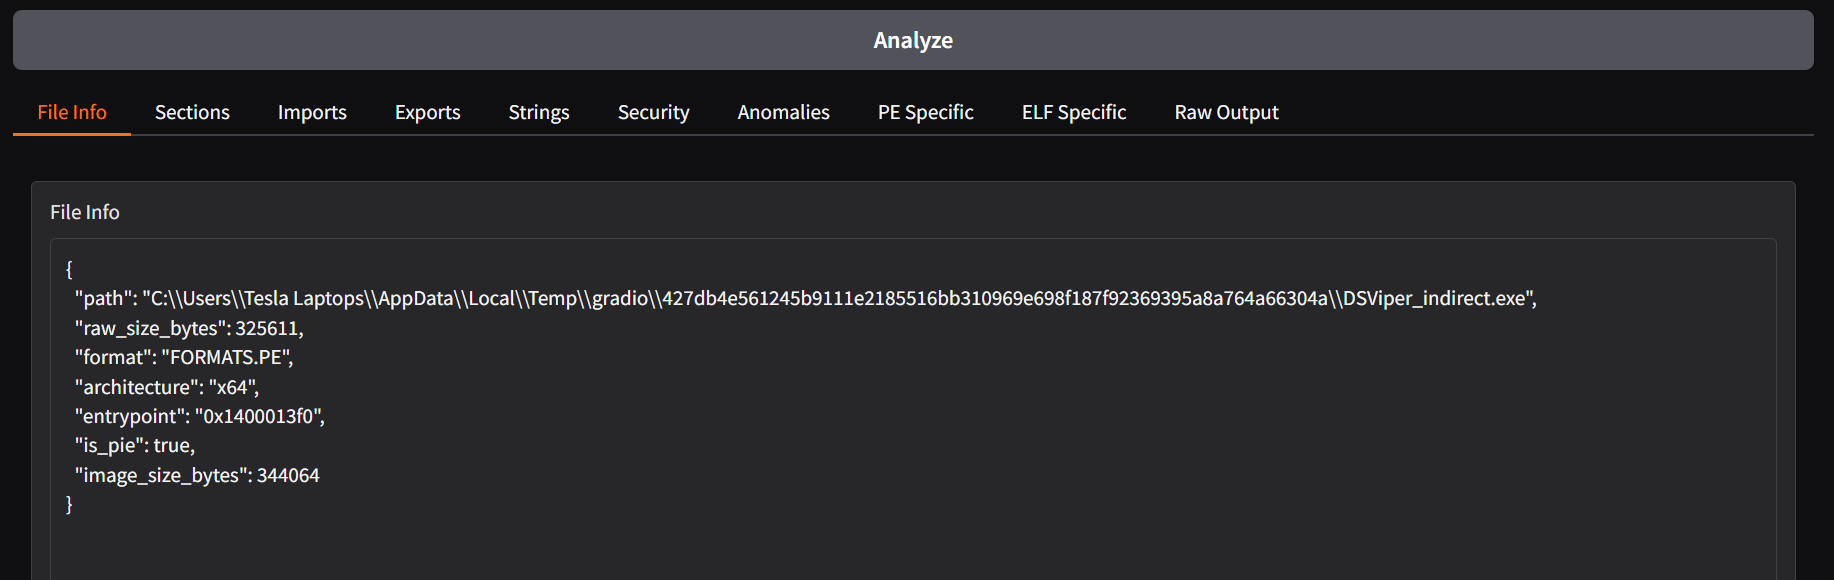 Analyze
File Info Sections Imports Exports Strings Security Anomalies PE Specific ELF Specific Raw Output
File Info
{
"path": "C:\\Users\\Tesla Laptops\\AppData\\Local\\Temp\\gradio\\427db4e561245b9111e2185516bb310969e698f187f92369395a8a764a66304a\\DSViper_indirect.exe",
"raw_size_bytes": 325611,
"format": "FORMATS.PE",
"architecture": "x64",
"entrypoint": "0x1400013f0",
"is_pie": true,
"image_size_bytes": 344064
}